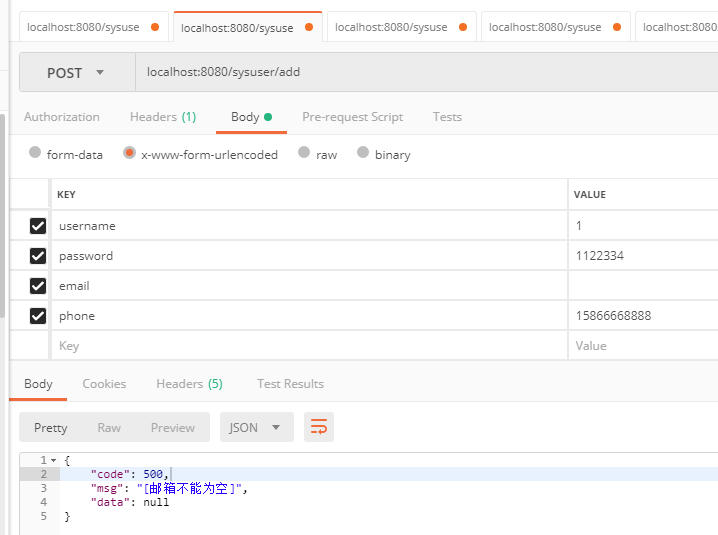 localhost:8080/sysuse localhost:8080/sysuse localhost:8080/sysuse localhost:8080/sysuse localhost:8080
POST localhost:8080/sysuser/add
Authorization Headers (1) Body Pre-request Script Tests
form-data x-www-form-urlencoded raw binary
KEY VALUE
username 1
password 1122334
email
phone 15866668888
Key Value
Body Cookies Headers (5) Test Results
Pretty Raw Preview JSON
1 {
2 "code": 500,
3 "msg": "[邮箱不能为空]",
4 "data": null
5 }